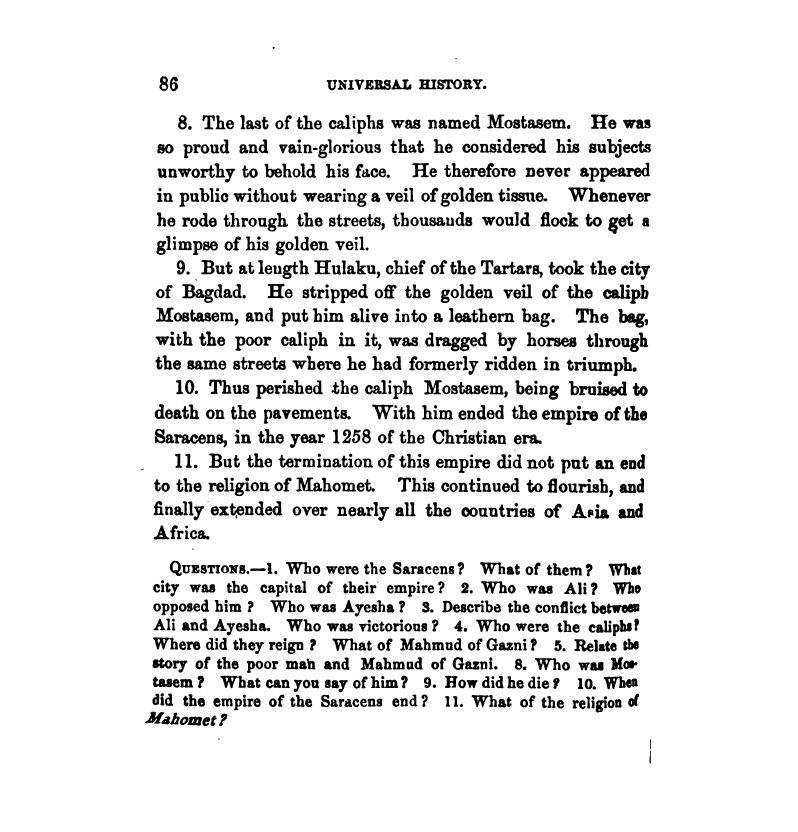 86 UNIVERSAL HISTORY.
8. The last of the caliphs was named Mostasem. He was
so proud and vain-glorious that he considered his subjects
unworthy to behold his face. He therefore never appeared
in public without wearing a veil of golden tissue. Whenever
he rode through the streets, thousands would flock to get a
glimpse of his golden veil.
9. But at length Hulaku, chief of the Tartars, took the city
of Bagdad. He stripped off the golden veil of the caliph
Mostasem, and put him alive into a leathern bag. The bag,
with the poor caliph in it, was dragged by horses through
the same streets where he had formerly ridden in triumph.
10. Thus perished the caliph Mostasem, being bruised to
death on the pavements. With him ended the empire of the
Saracens, in the year 1258 of the Christian era.
11. But the termination of this empire did not put an end
to the religion of Mahomet. This continued to flourish, and
finally extended over nearly all the countries of Asia and
Africa.
QUESTIONS.—1. Who were the Saracens? What of them? What
city was the capital of their empire? 2. Who was Ali? Who
opposed him? Who was Ayesha? 3. Describe the conflict between
Ali and Ayesha. Who was victorious? 4. Who were the caliphs?
Where did they reign? What of Mahmud of Gazni? 5. Relate the
story of the poor man and Mahmud of Gazni. 8. Who was Mos-
tasem? What can you say of him? 9. How did he die? 10. When
did the empire of the Saracens end? 11. What of the religion of
Mahomet?